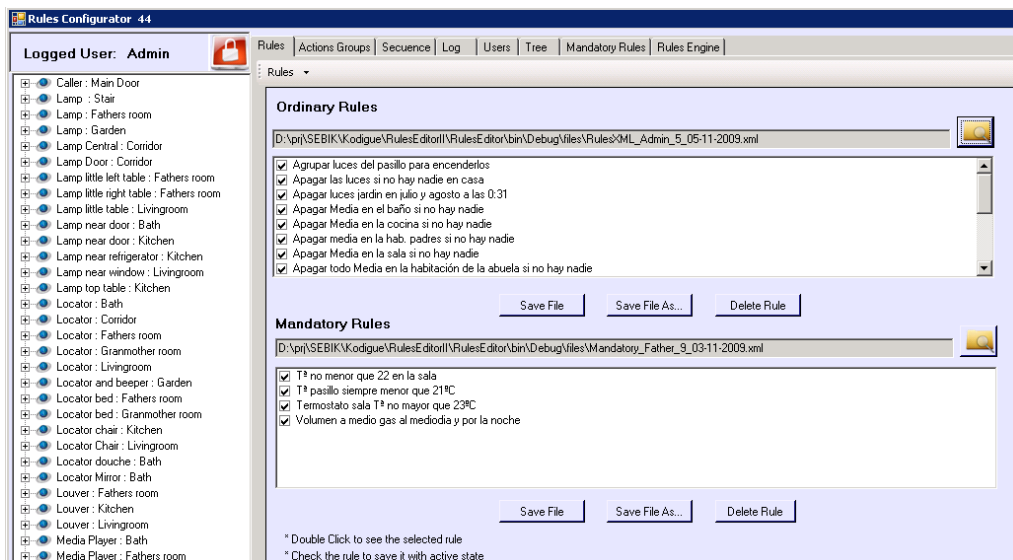 Rules Configurator 44
Logged User: Admin
Caller : Main Door
Lamp : Stair
Lamp : Fathers room
Lamp : Garden
Lamp Central : Corridor
Lamp Door : Corridor
Lamp little left table : Fathers room
Lamp little right table : Fathers room
Lamp little table : Livingroom
Lamp near door : Bath
Lamp near door : Kitchen
Lamp near refrigerator : Kitchen
Lamp near window : Livingroom
Lamp top table : Kitchen
Locator : Bath
Locator : Corridor
Locator : Fathers room
Locator : Granmother room
Locator : Livingroom
Locator and beeper : Garden
Locator bed : Fathers room
Locator bed : Granmother room
Locator chair : Kitchen
Locator Chair : Livingroom
Locator douche : Bath
Locator Mirror : Bath
Louver : Fathers room
Louver : Kitchen
Louver : Livingroom
Media Player : Bath
Media Player : Fathers room
Rules Actions Groups Secuence Log Users Tree Mandatory Rules Rules Engine
Rules
Ordinary Rules
D:\prj\SEBIK\Kodigue\RulesEditorII\RulesEditor\bin\Debug\files\RulesXML_Admin_5_05-11-2009.xml
Agrupar luces del pasillo para encenderlos
Apagar las luces si no hay nadie en casa
Apagar luces jardin en julio y agosto a las 0:31
Apagar Media en el baño si no hay nadie
Apagar Media en la cocina si no hay nadie
Apagar media en la hab. padres si no hay nadie
Apagar Media en la sala si no hay nadie
Apagar todo Media en la habitación de la abuela si no hay nadie
Save File Save File As... Delete Rule
Mandatory Rules
D:\prj\SEBIK\Kodigue\RulesEditorII\RulesEditor\bin\Debug\files\Mandatory_Father_9_03-11-2009.xml
Tª no menor que 22 en la sala
Tª pasillo siempre menor que 21ºC
Termostato sala Tª no mayor que 23ºC
Volumen a medio gas al mediodia y por la noche
Save File Save File As... Delete Rule
* Double Click to see the selected rule
* Check the rule to save it with active state